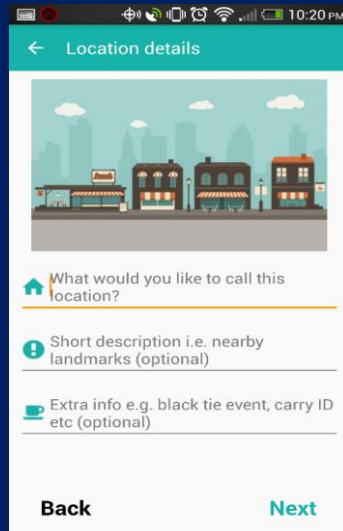 10:20 PM
Location details
What would you like to call this
location?
Short description i.e. nearby
landmarks (optional)
Extra info e.g. black tie event, carry ID
etc (optional)
Back
Next